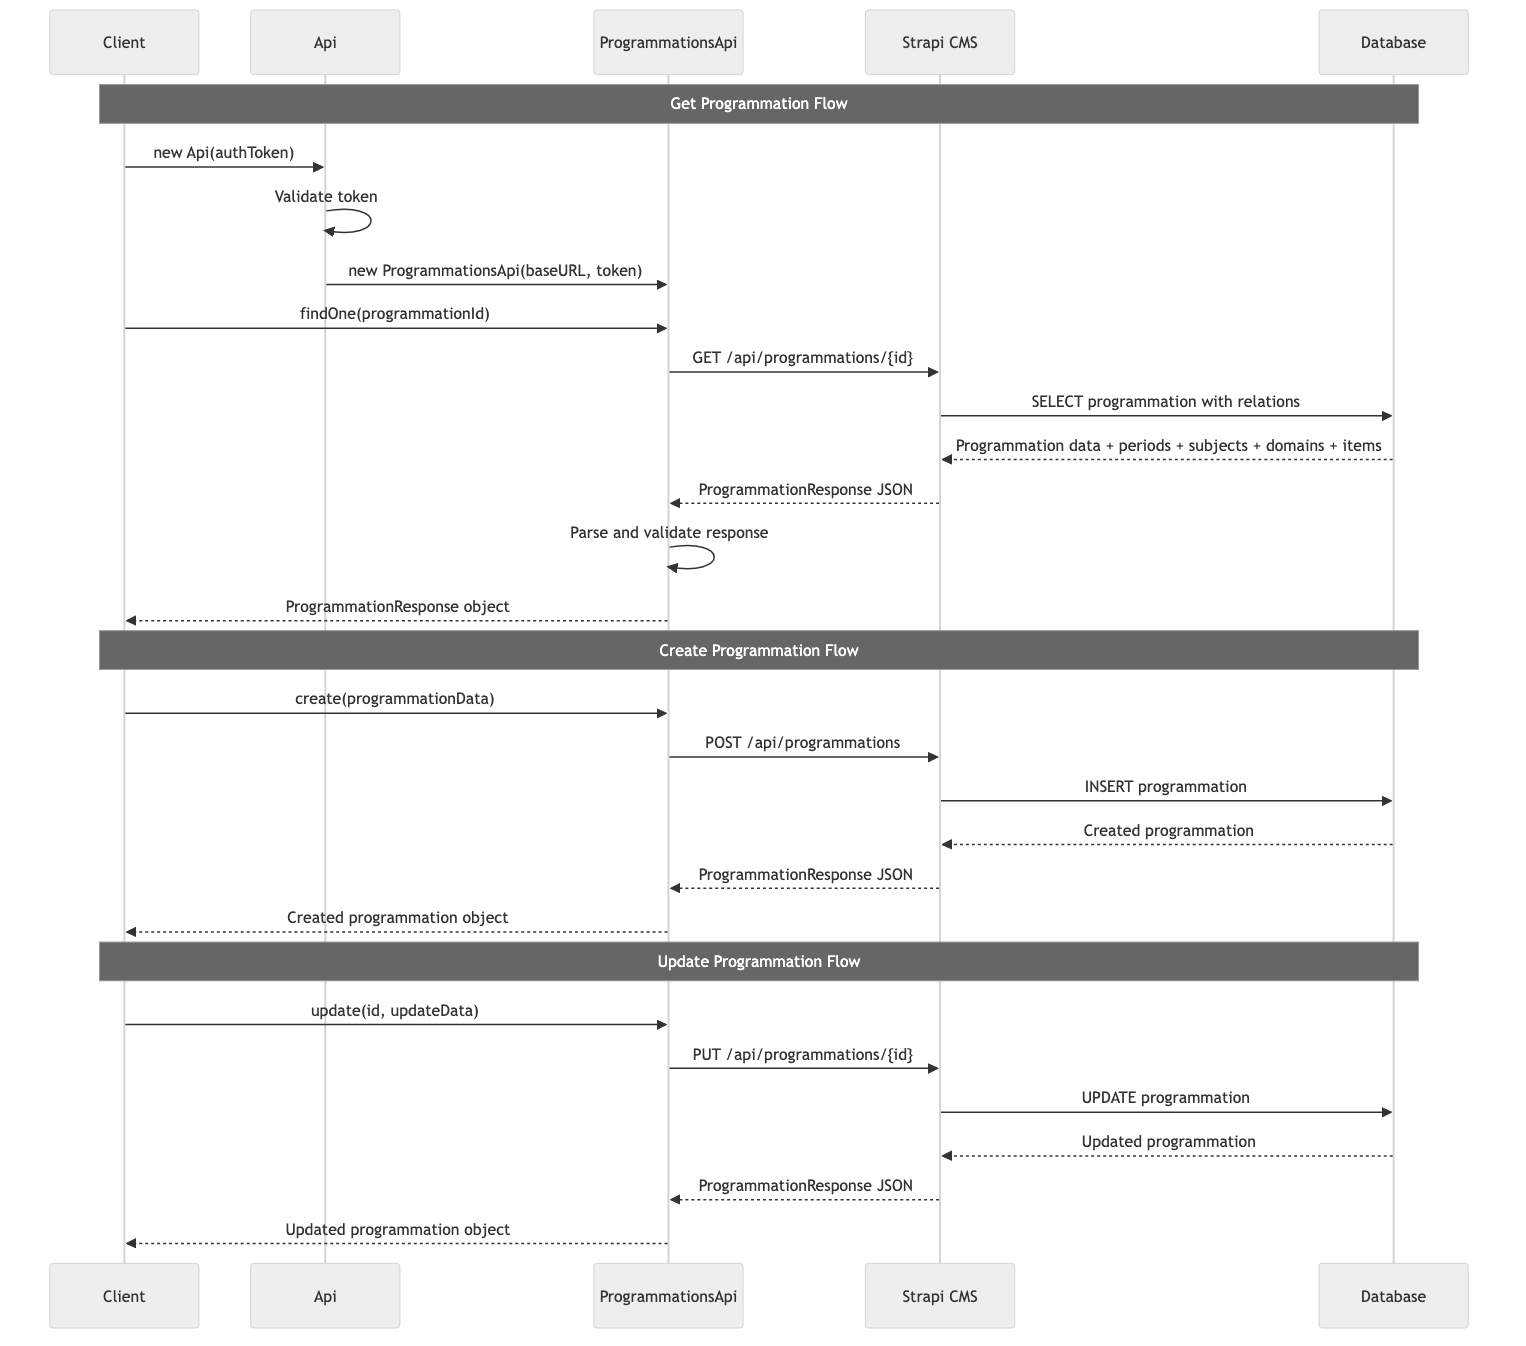 Client
Api
ProgrammationsApi
Strapi CMS
Database
Get Programmation Flow
new Api(authToken)
Validate token
new ProgrammationsApi(baseURL, token)
findOne(programmationId)
GET /api/programmations/{id}
SELECT programmation with relations
Programmation data + periods + subjects + domains + items
ProgrammationResponse JSON
Parse and validate response
ProgrammationResponse object
Create Programmation Flow
create(programmationData)
POST /api/programmations
INSERT programmation
Created programmation
ProgrammationResponse JSON
Created programmation object
Update Programmation Flow
update(id, updateData)
PUT /api/programmations/{id}
UPDATE programmation
Updated programmation
ProgrammationResponse JSON
Updated programmation object
Client
Api
ProgrammationsApi
Strapi CMS
Database